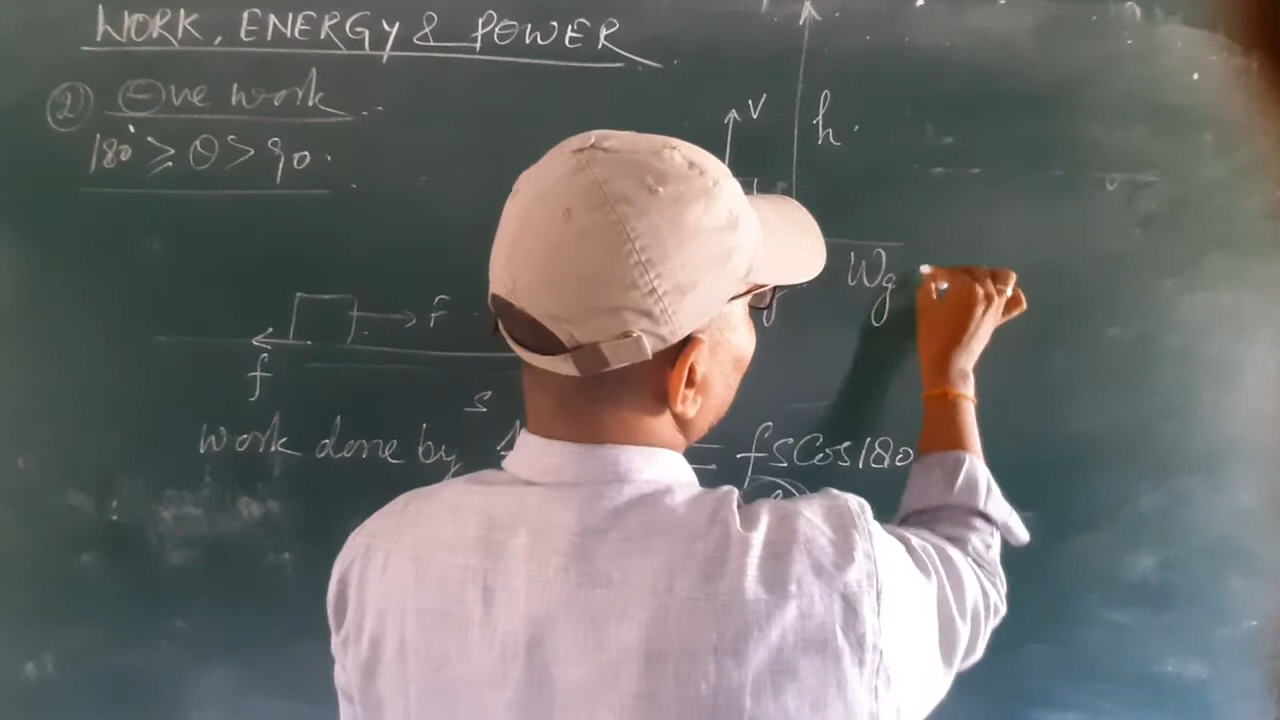 WORK, ENERGY & POWER
② ⊖ve work
180° ≥ θ > 90.
V
h.
Wg
F
f
s
work done by = fsCos180